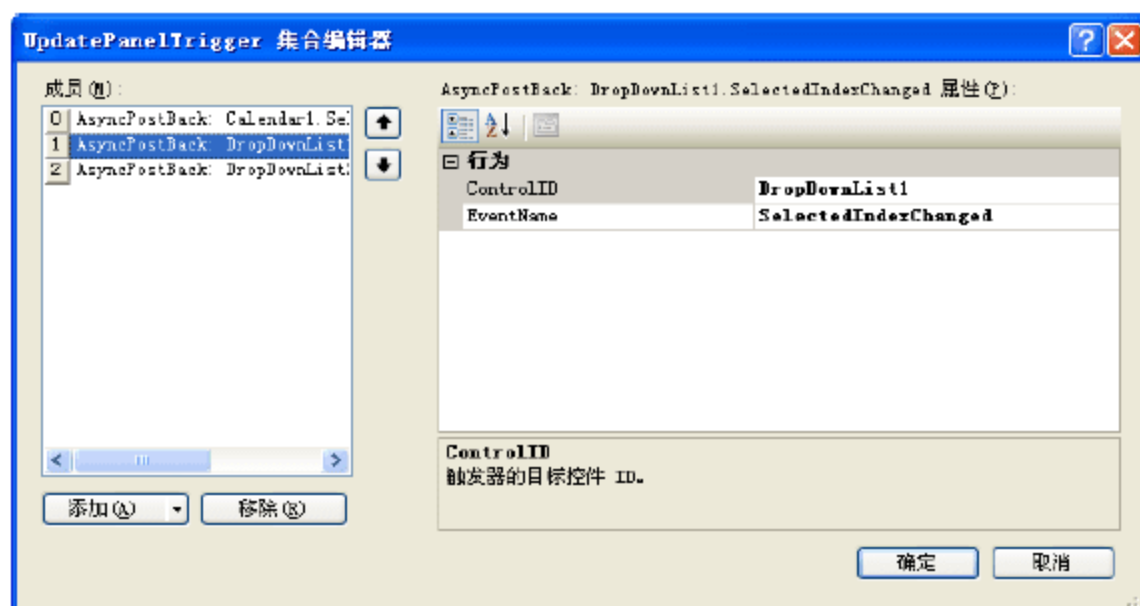 UpdatePanelTrigger 集合编辑器
成员(M):
0 AsyncPostBack: Calendar1.Sel
1 AsyncPostBack: DropDownList
2 AsyncPostBack: DropDownList
添加(A)
移除(R)
AsyncPostBack: DropDownList1.SelectedIndexChanged 属性(P):
行为
ControlID DropDownList1
EventName SelectedIndexChanged
ControlID
触发器的目标控件 ID。
确定
取消